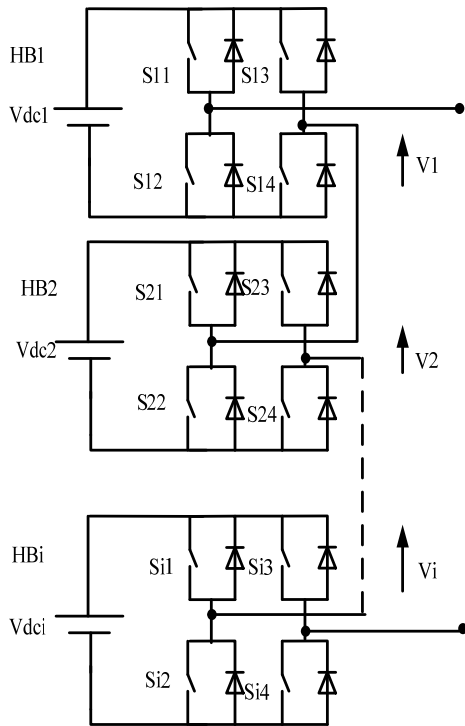 HB1
S11 S13
Vdc1
S12 S14 V1
S21 S23
HB2
Vdc2 V2
S22 S24
Si1 Si3
HBi Vi
Vdci
Si2 Si4